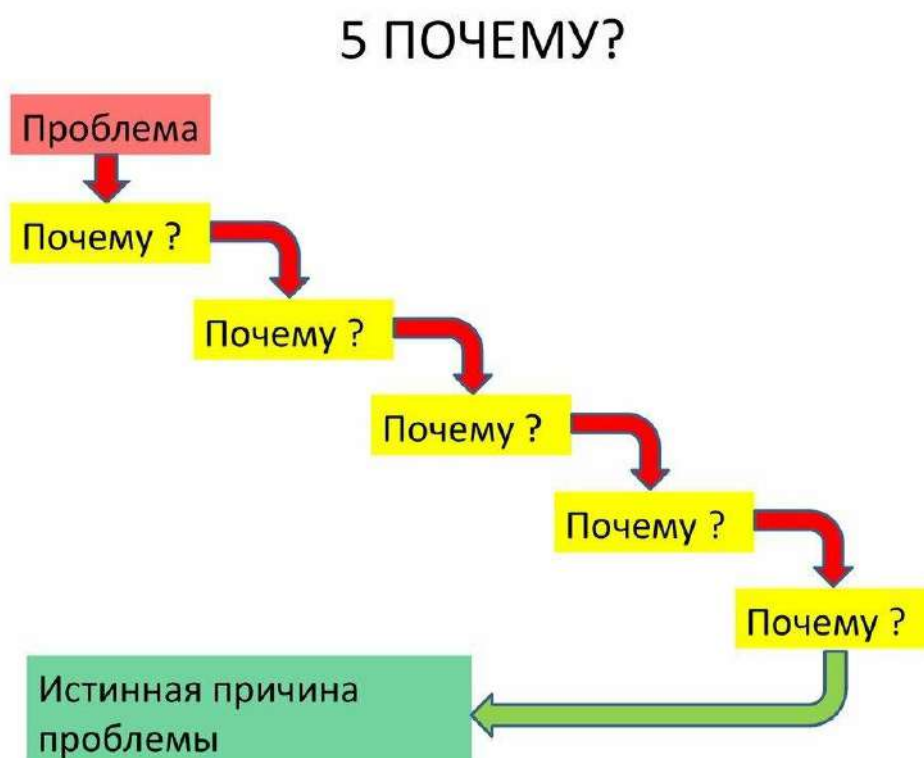 5 ПОЧЕМУ?
Проблема
Почему ?
Почему ?
Почему ?
Почему ?
Почему ?
Истинная причина
проблемы